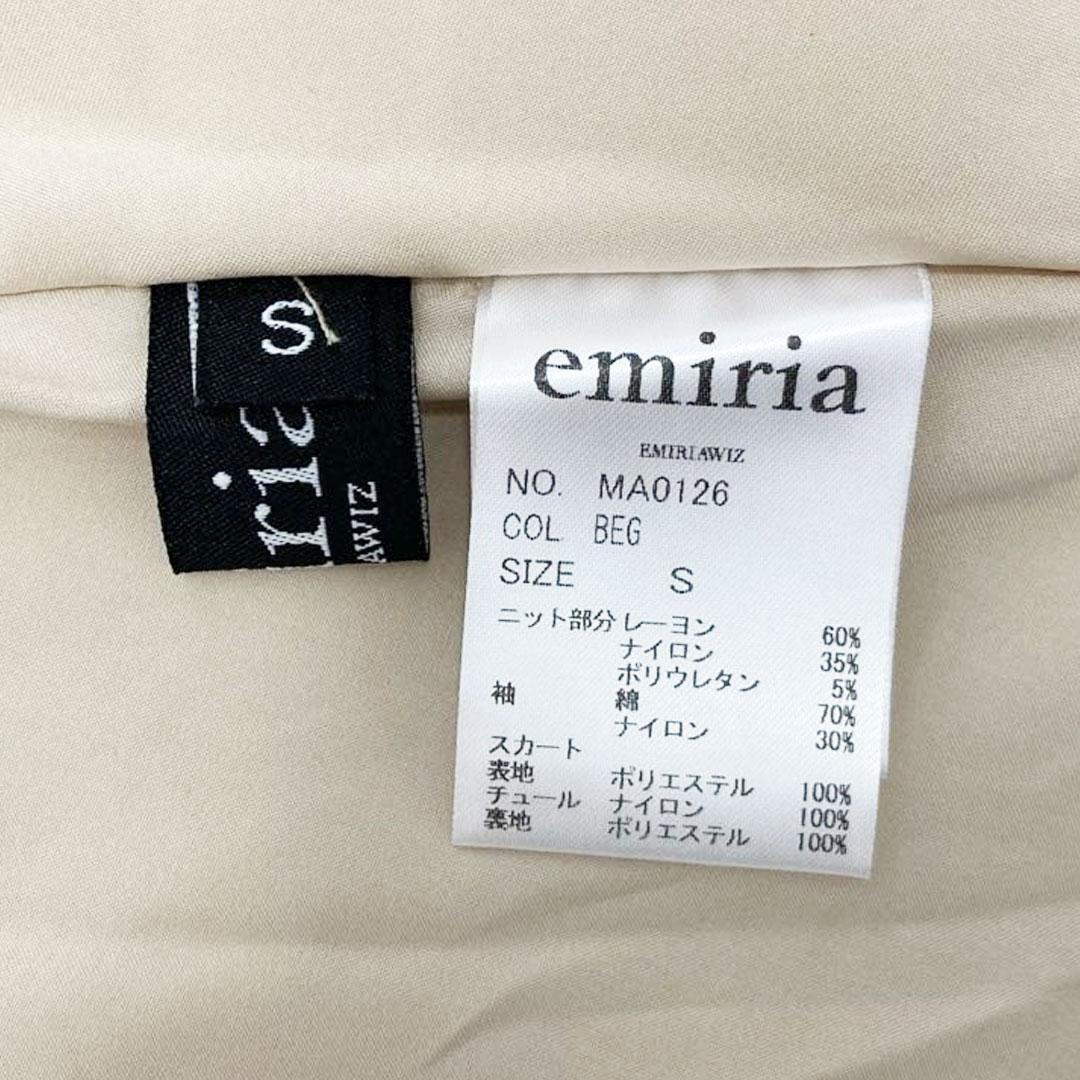 S
iria
AWIZ
emiria
EMIRIAWIZ
NO. MA0126
COL. BEG
SIZE S
ニット部分 レーヨン 60%
ナイロン 35%
ポリウレタン 5%
袖 綿 70%
ナイロン 30%
スカート
表地 ポリエステル 100%
チュール ナイロン 100%
裏地 ポリエステル 100%